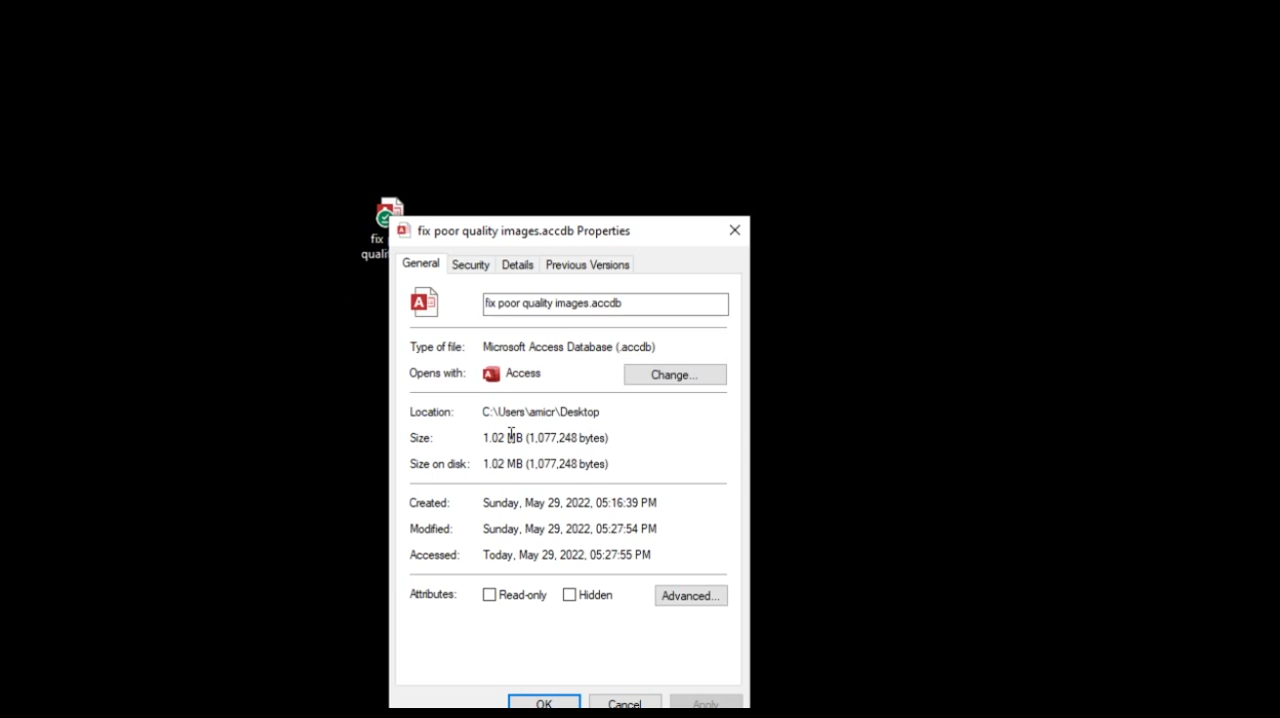 fix
quali
fix poor quality images.accdb Properties
General Security Details Previous Versions
fix poor quality images.accdb
Type of file: Microsoft Access Database (.accdb)
Opens with: Access Change...
Location: C:\Users\amicr\Desktop
Size: 1.02 MB (1,077,248 bytes)
Size on disk: 1.02 MB (1,077,248 bytes)
Created: Sunday, May 29, 2022, 05:16:39 PM
Modified: Sunday, May 29, 2022, 05:27:54 PM
Accessed: Today, May 29, 2022, 05:27:55 PM
Attributes: Read-only Hidden Advanced...
OK Cancel Apply